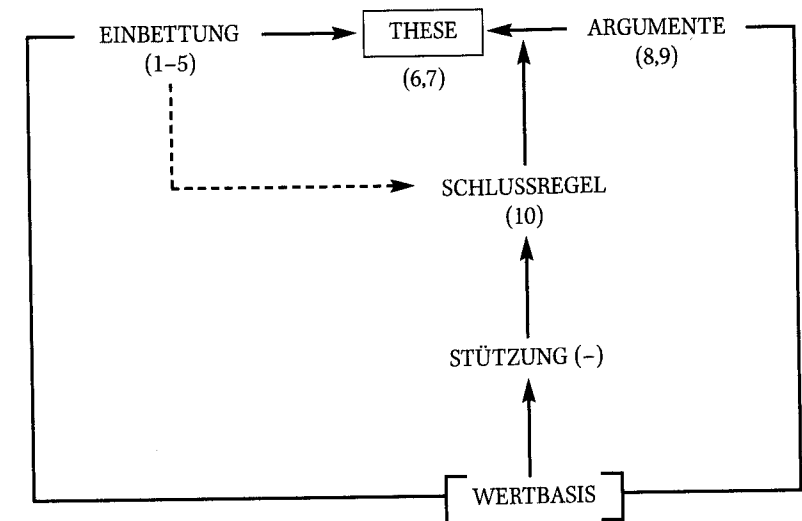 EINBETTUNG
(1–5)
THESE
(6,7)
ARGUMENTE
(8,9)
SCHLUSSREGEL
(10)
STÜTZUNG (–)
WERTBASIS